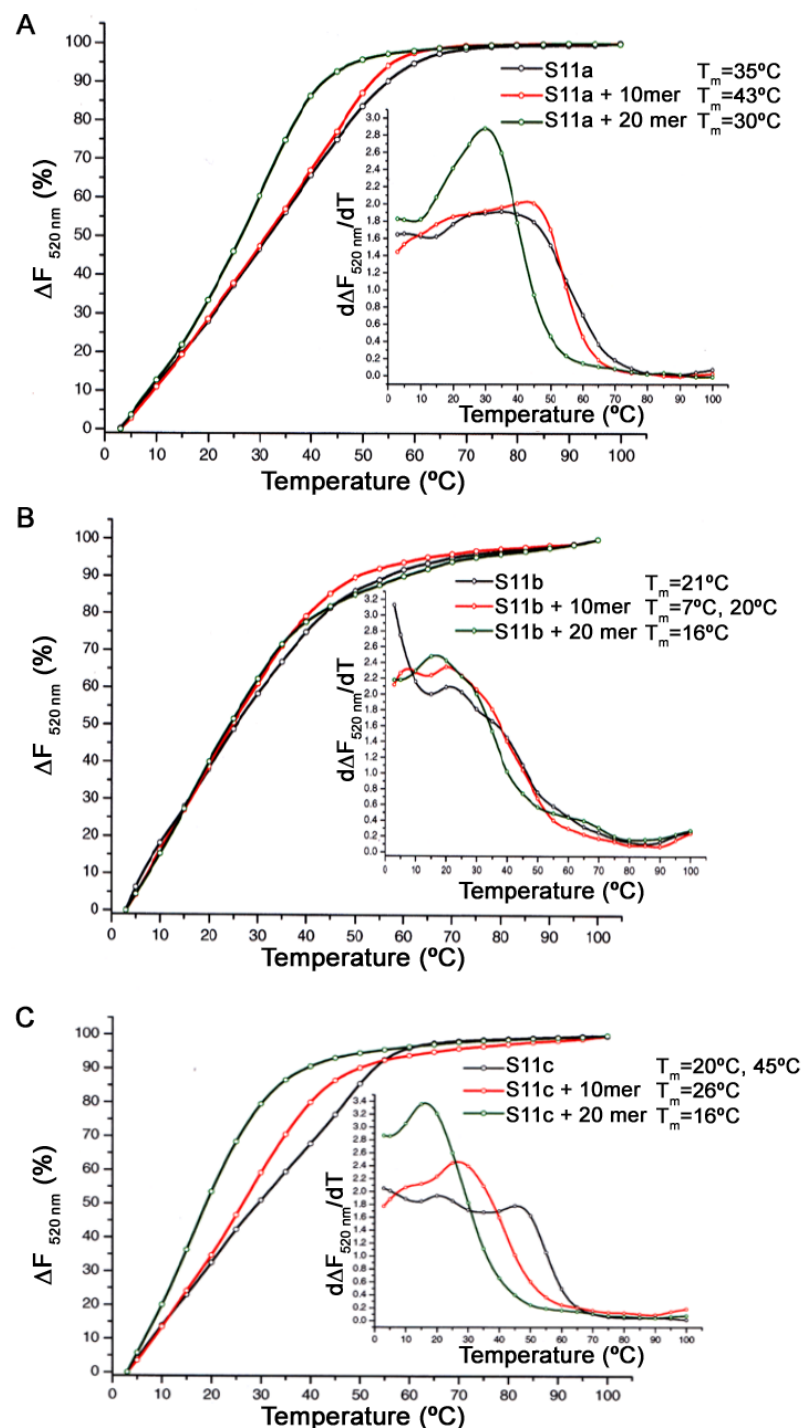 A
100
90
80
70
60
50
40
30
20
10
0
ΔF 520 nm (%)
S11a Tm=35ºC
S11a + 10mer Tm=43ºC
S11a + 20 mer Tm=30ºC
3.1
3.0
2.8
2.6
2.4
2.2
2.0
1.8
1.6
1.4
1.2
1.0
0.8
0.6
0.4
0.2
0.0
dΔF 520 nm/dT
0 10 20 30 40 50 60 70 80 90 100
Temperature (ºC)
10 20 30 40 50 60 70 80 90 100
Temperature (ºC)
B
100
90
80
70
60
50
40
30
20
10
0
ΔF 520 nm (%)
S11b Tm=21ºC
S11b + 10mer Tm=7ºC, 20ºC
S11b + 20 mer Tm=16ºC
3.2
3.0
2.8
2.6
2.4
2.2
2.0
1.8
1.6
1.4
1.2
1.0
0.8
0.6
0.4
0.2
0.0
dΔF 520 nm/dT
0 10 20 30 40 50 60 70 80 90 100
Temperature (ºC)
0 10 20 30 40 50 60 70 80 90 100
Temperature (ºC)
C
100
90
80
70
60
50
40
30
20
10
0
ΔF 520 nm (%)
S11c Tm=20ºC, 45ºC
S11c + 10mer Tm=26ºC
S11c + 20 mer Tm=16ºC
3.4
3.2
3.0
2.8
2.6
2.4
2.2
2.0
1.8
1.6
1.4
1.2
1.0
0.8
0.6
0.4
0.2
0.0
dΔF 520 nm/dT
0 10 20 30 40 50 60 70 80 90 100
Temperature (ºC)
0 10 20 30 40 50 60 70 80 90 100
Temperature (ºC)